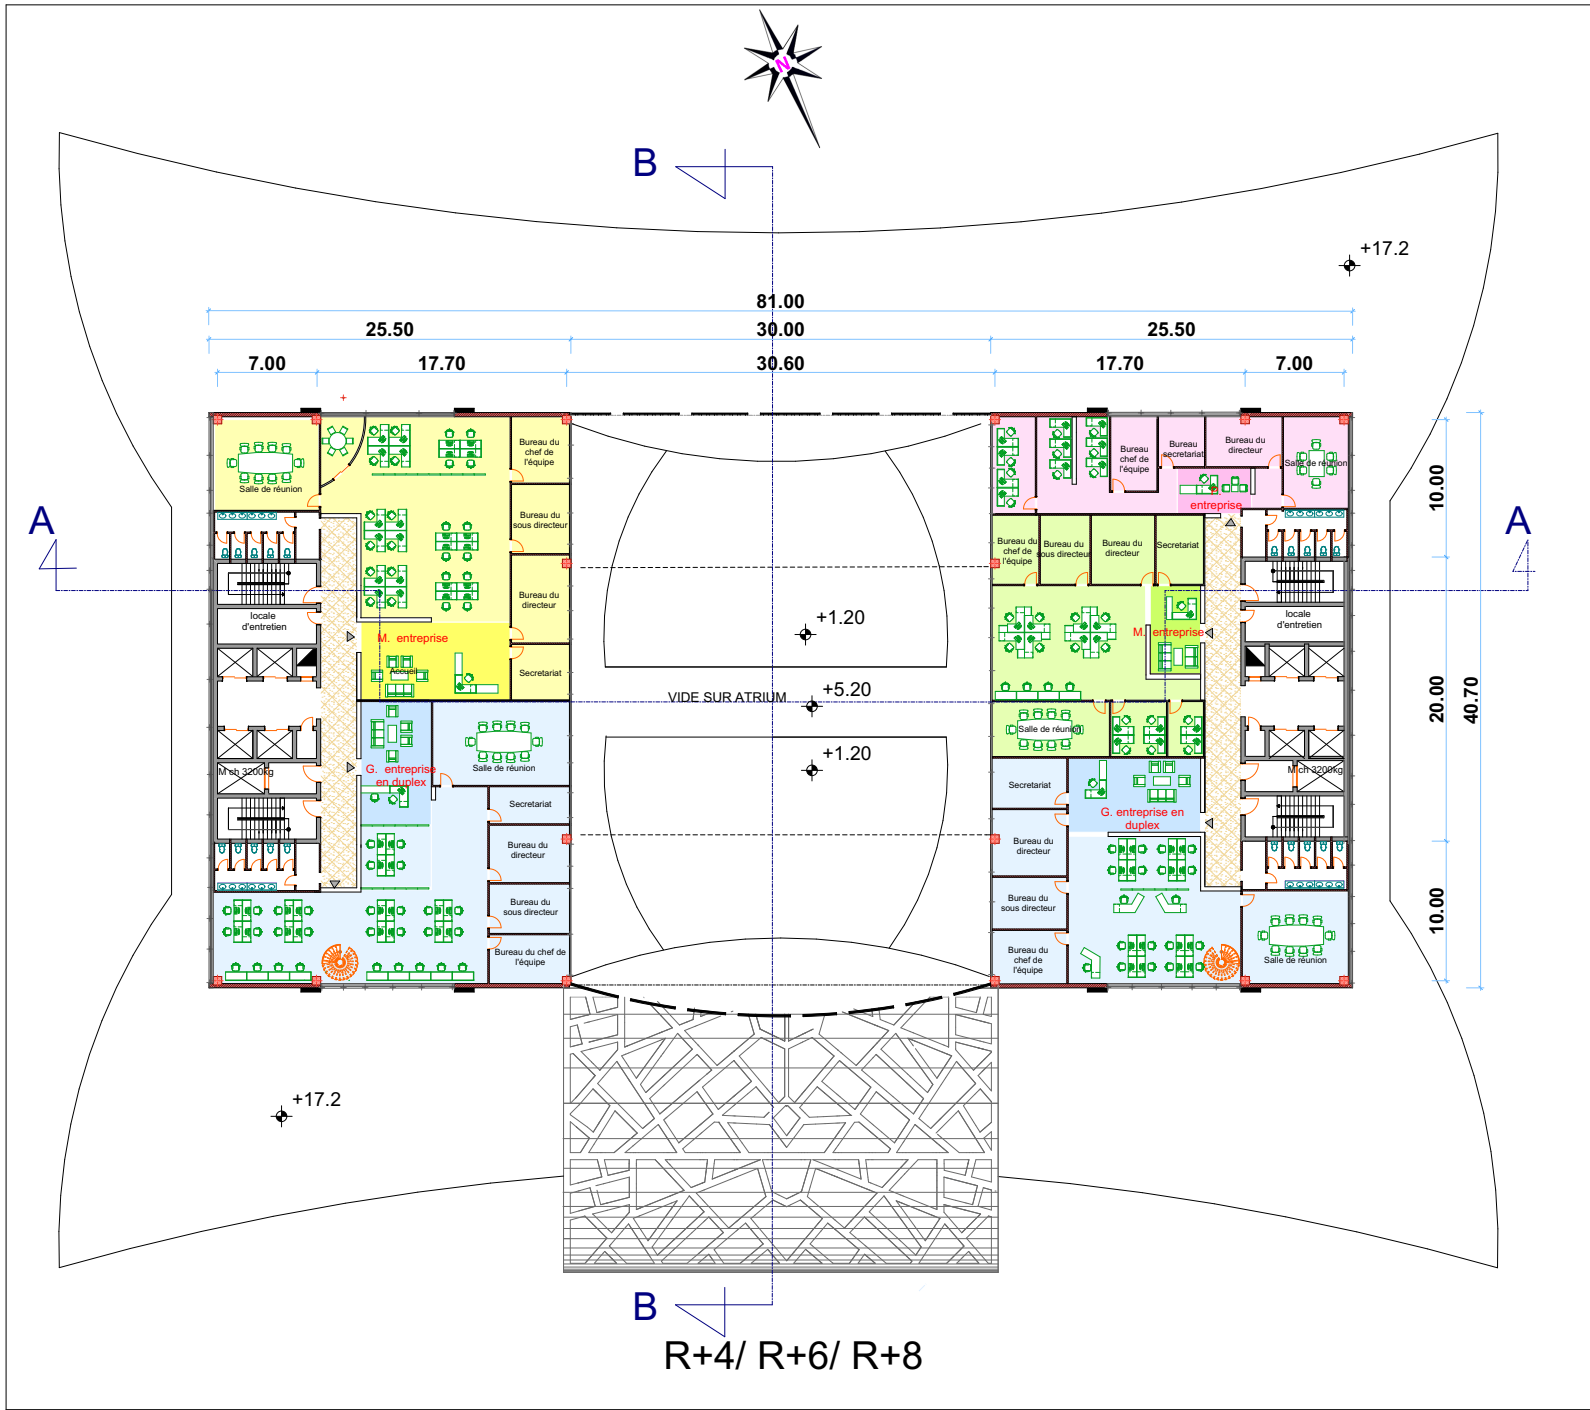 N
B
+17.2
81.00
25.50
30.00
25.50
7.00
17.70
30.60
17.70
7.00
Bureau du
chef de
l'équipe
Salle de réunion
Bureau du
sous directeur
Bureau du
directeur
Secretariat
locale
d'entretien
M. entreprise
Accueil
G. entreprise
en duplex
Salle de réunion
M ch 3200kg
Secretariat
Bureau du
directeur
Bureau du
sous directeur
Bureau du chef de
l'équipe
A
+1.20
VIDE SUR ATRIUM
+5.20
+1.20
Bureau
chef de
l'équipe
Bureau
secretariat
Bureau du
directeur
Salle de réunion
entreprise
Bureau du
chef de
l'équipe
Bureau du
sous directeur
Bureau du
directeur
Secretariat
M. entreprise
locale
d'entretien
Salle de réunion
Secretariat
G. entreprise en
duplex
M ch 3200kg
Bureau du
directeur
Bureau du
sous directeur
Bureau du
chef de
l'équipe
Salle de réunion
A
10.00
20.00
40.70
10.00
+17.2
B
R+4/ R+6/ R+8